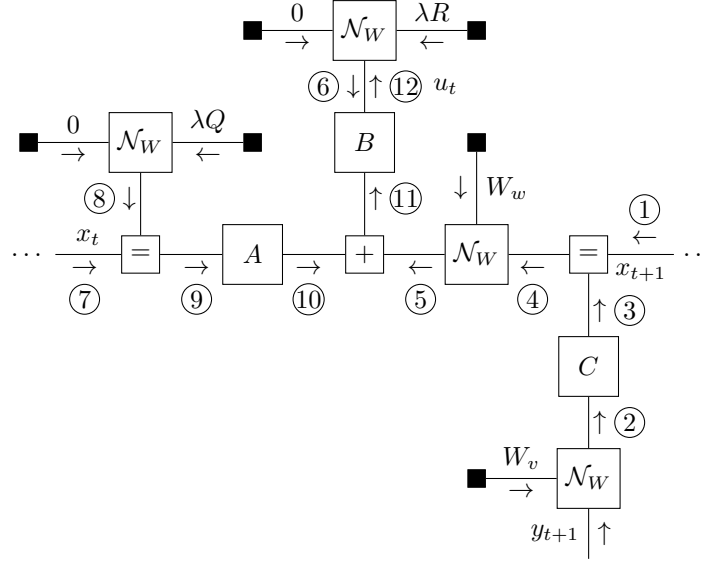 0 → 𝒩_W ← λR
⑥ ↓ ↑ ⑫ u_t
0 → 𝒩_W ← λQ
B
⑧ ↓ ↑ ⑪ ↓ W_w
⋯ x_t = A + 𝒩_W = ① ← x_{t+1} ⋯
→ ⑦ → ⑨ → ⑩ ← ⑤ ← ④
↑ ③
C
↑ ②
W_v → 𝒩_W
y_{t+1} ↑